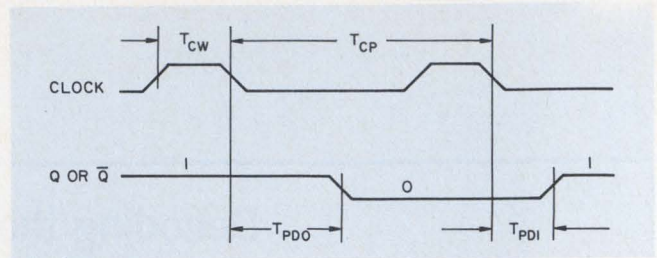 T_CW T_CP
CLOCK
Q OR Q̅ 1 0 1
T_PDO T_PDI